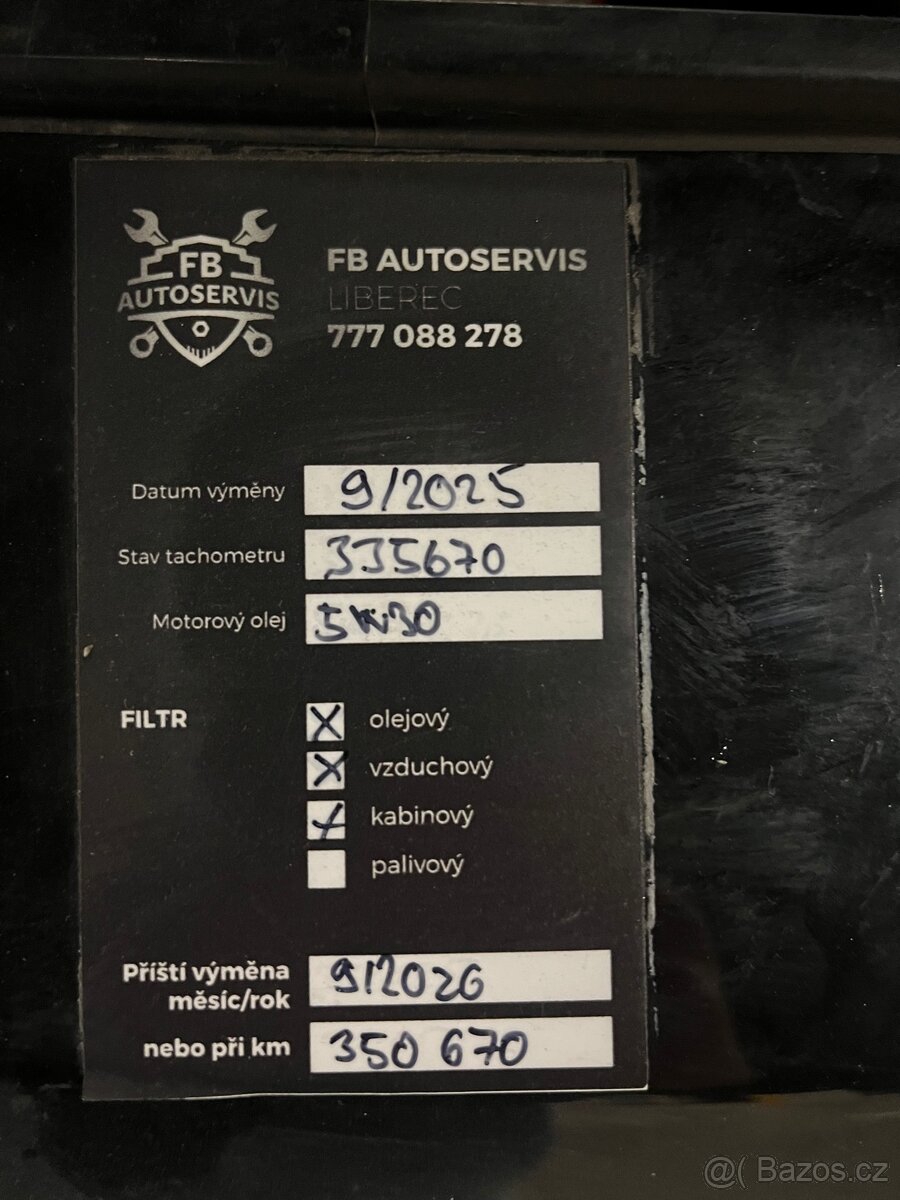 FB
AUTOSERVIS
FB AUTOSERVIS
LIBEREC
777 088 278
Datum výměny 9/2025
Stav tachometru 335670
Motorový olej 5W30
FILTR
X olejový
X vzduchový
X kabinový
palivový
Příští výměna
měsíc/rok 9/2026
nebo při km 350 670
@( Bazos.cz